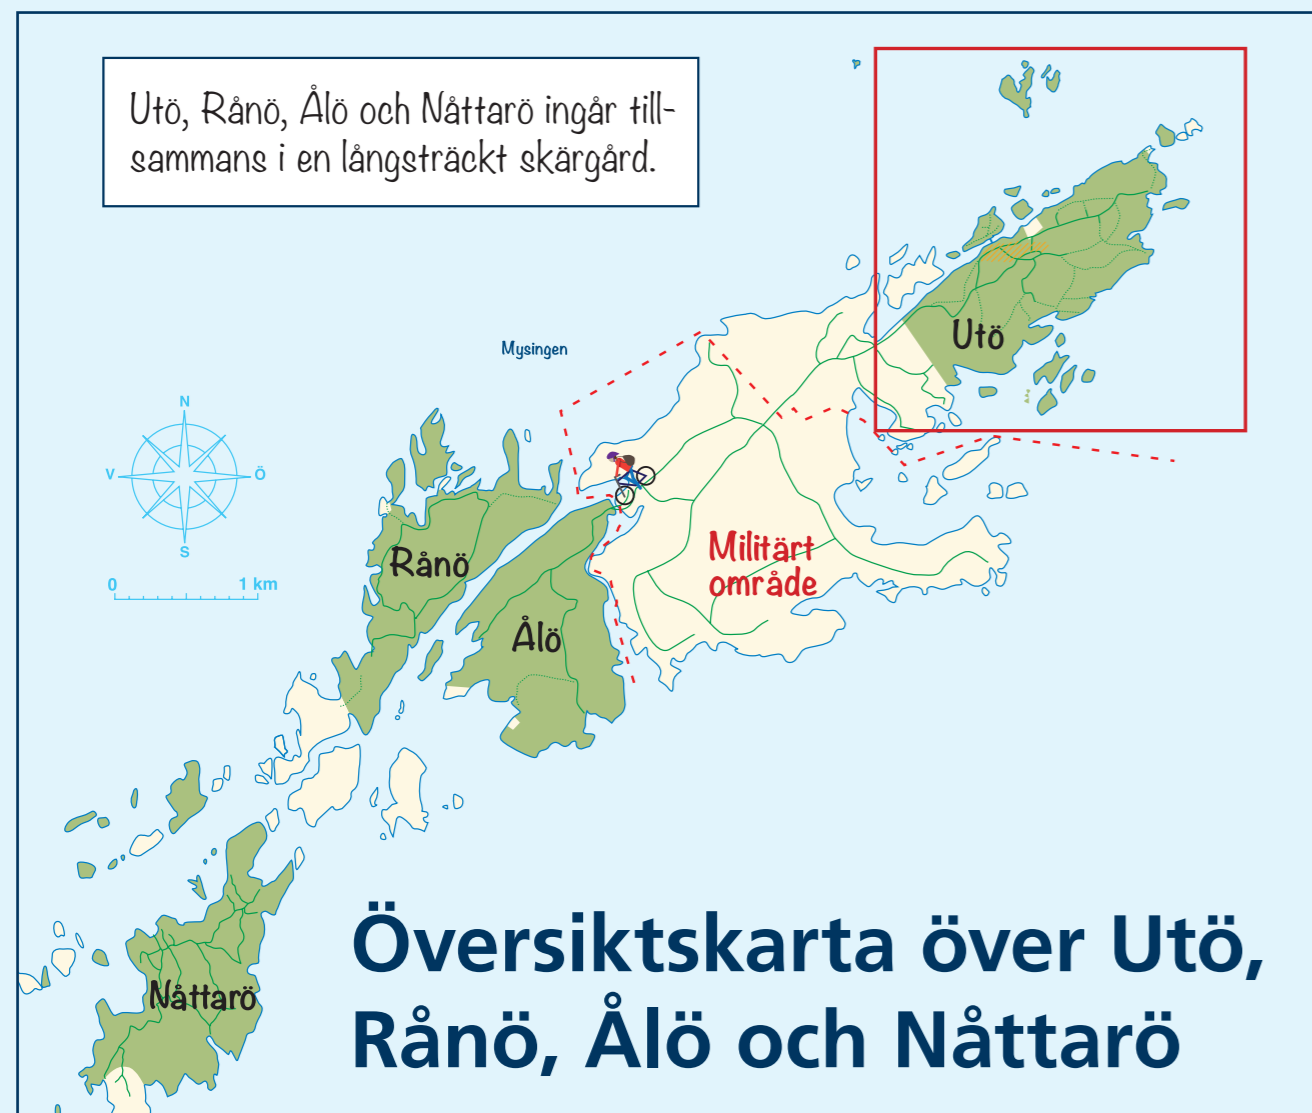 Utö, Rånö, Ålö och Nåttarö ingår till-
sammans i en långsträckt skärgård.
Utö
Mysingen
N
V
Ö
S
0
1 km
Rånö
Militärt
område
Ålö
Nåttarö
Översiktskarta över Utö,
Rånö, Ålö och Nåttarö